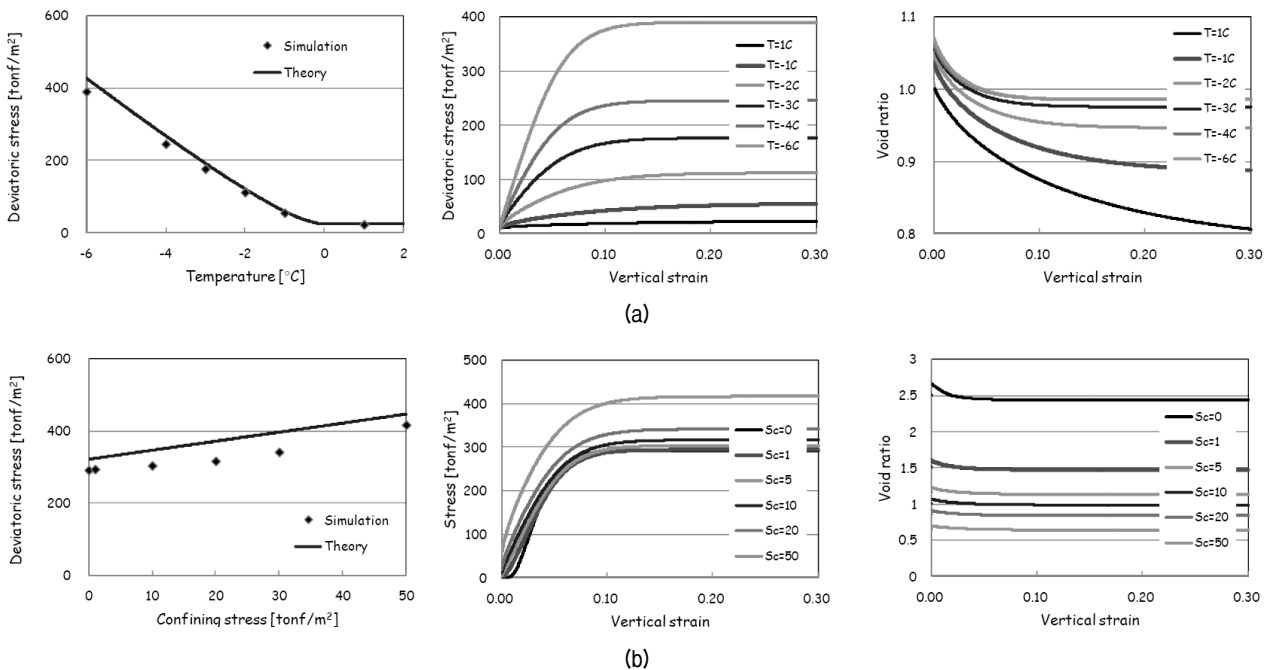 600
400
200
0
-6
-4
-2
0
2
Deviatoric stress [tonf/m²]
Temperature [°C]
Simulation
Theory
400
350
300
250
200
150
100
50
0
0.00
0.10
0.20
0.30
Deviatoric stress [tonf/m²]
Vertical strain
T=1C
T=-1C
T=-2C
T=-3C
T=-4C
T=-6C
1.1
1.0
0.9
0.8
0.00
0.10
0.20
0.30
Void ratio
Vertical strain
T=1C
T=-1C
T=-2C
T=-3C
T=-4C
T=-6C
(a)
600
400
200
0
0
10
20
30
40
50
Deviatoric stress [tonf/m²]
Confining stress [tonf/m²]
Simulation
Theory
500
400
300
200
100
0
0.00
0.10
0.20
0.30
Stress [tonf/m²]
Vertical strain
Sc=0
Sc=1
Sc=5
Sc=10
Sc=20
Sc=50
3
2.5
2
1.5
1
0.5
0
0.00
0.10
0.20
0.30
Void ratio
Vertical strain
Sc=0
Sc=1
Sc=5
Sc=10
Sc=20
Sc=50
(b)